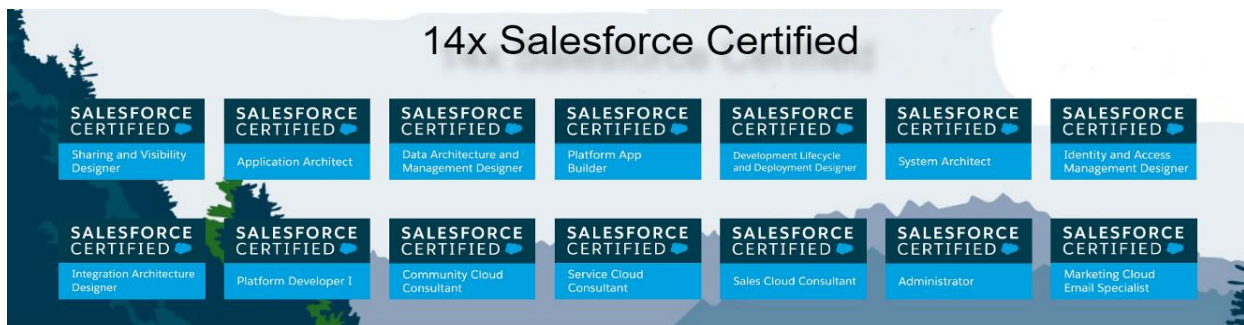 14x Salesforce Certified
SALESFORCE
CERTIFIED
Sharing and Visibility
Designer
SALESFORCE
CERTIFIED
Application Architect
SALESFORCE
CERTIFIED
Data Architecture and
Management Designer
SALESFORCE
CERTIFIED
Platform App
Builder
SALESFORCE
CERTIFIED
Development Lifecycle
and Deployment Designer
SALESFORCE
CERTIFIED
System Architect
SALESFORCE
CERTIFIED
Identity and Access
Management Designer
SALESFORCE
CERTIFIED
Integration Architecture
Designer
SALESFORCE
CERTIFIED
Platform Developer I
SALESFORCE
CERTIFIED
Community Cloud
Consultant
SALESFORCE
CERTIFIED
Service Cloud
Consultant
SALESFORCE
CERTIFIED
Sales Cloud Consultant
SALESFORCE
CERTIFIED
Administrator
SALESFORCE
CERTIFIED
Marketing Cloud
Email Specialist